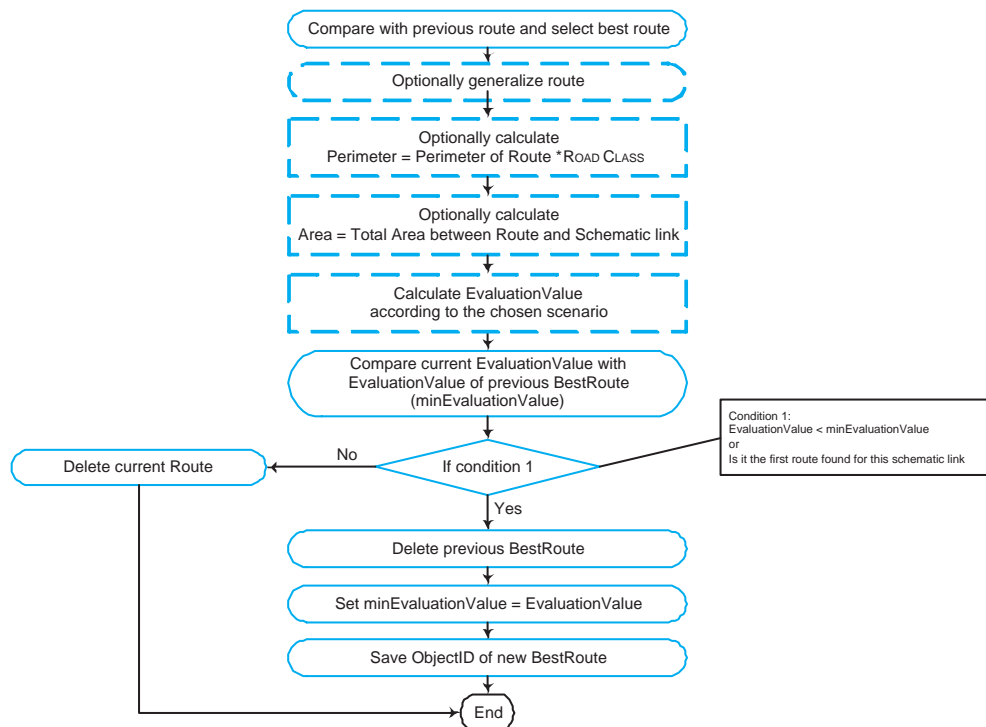 Compare with previous route and select best route
Optionally generalize route
Optionally calculate
Perimeter = Perimeter of Route *ROAD CLASS
Optionally calculate
Area = Total Area between Route and Schematic link
Calculate EvaluationValue
according to the chosen scenario
Compare current EvaluationValue with
EvaluationValue of previous BestRoute
(minEvaluationValue)
Condition 1:
EvaluationValue < minEvaluationValue
or
Is it the first route found for this schematic link
Delete current Route
No
If condition 1
Yes
Delete previous BestRoute
Set minEvaluationValue = EvaluationValue
Save ObjectID of new BestRoute
End